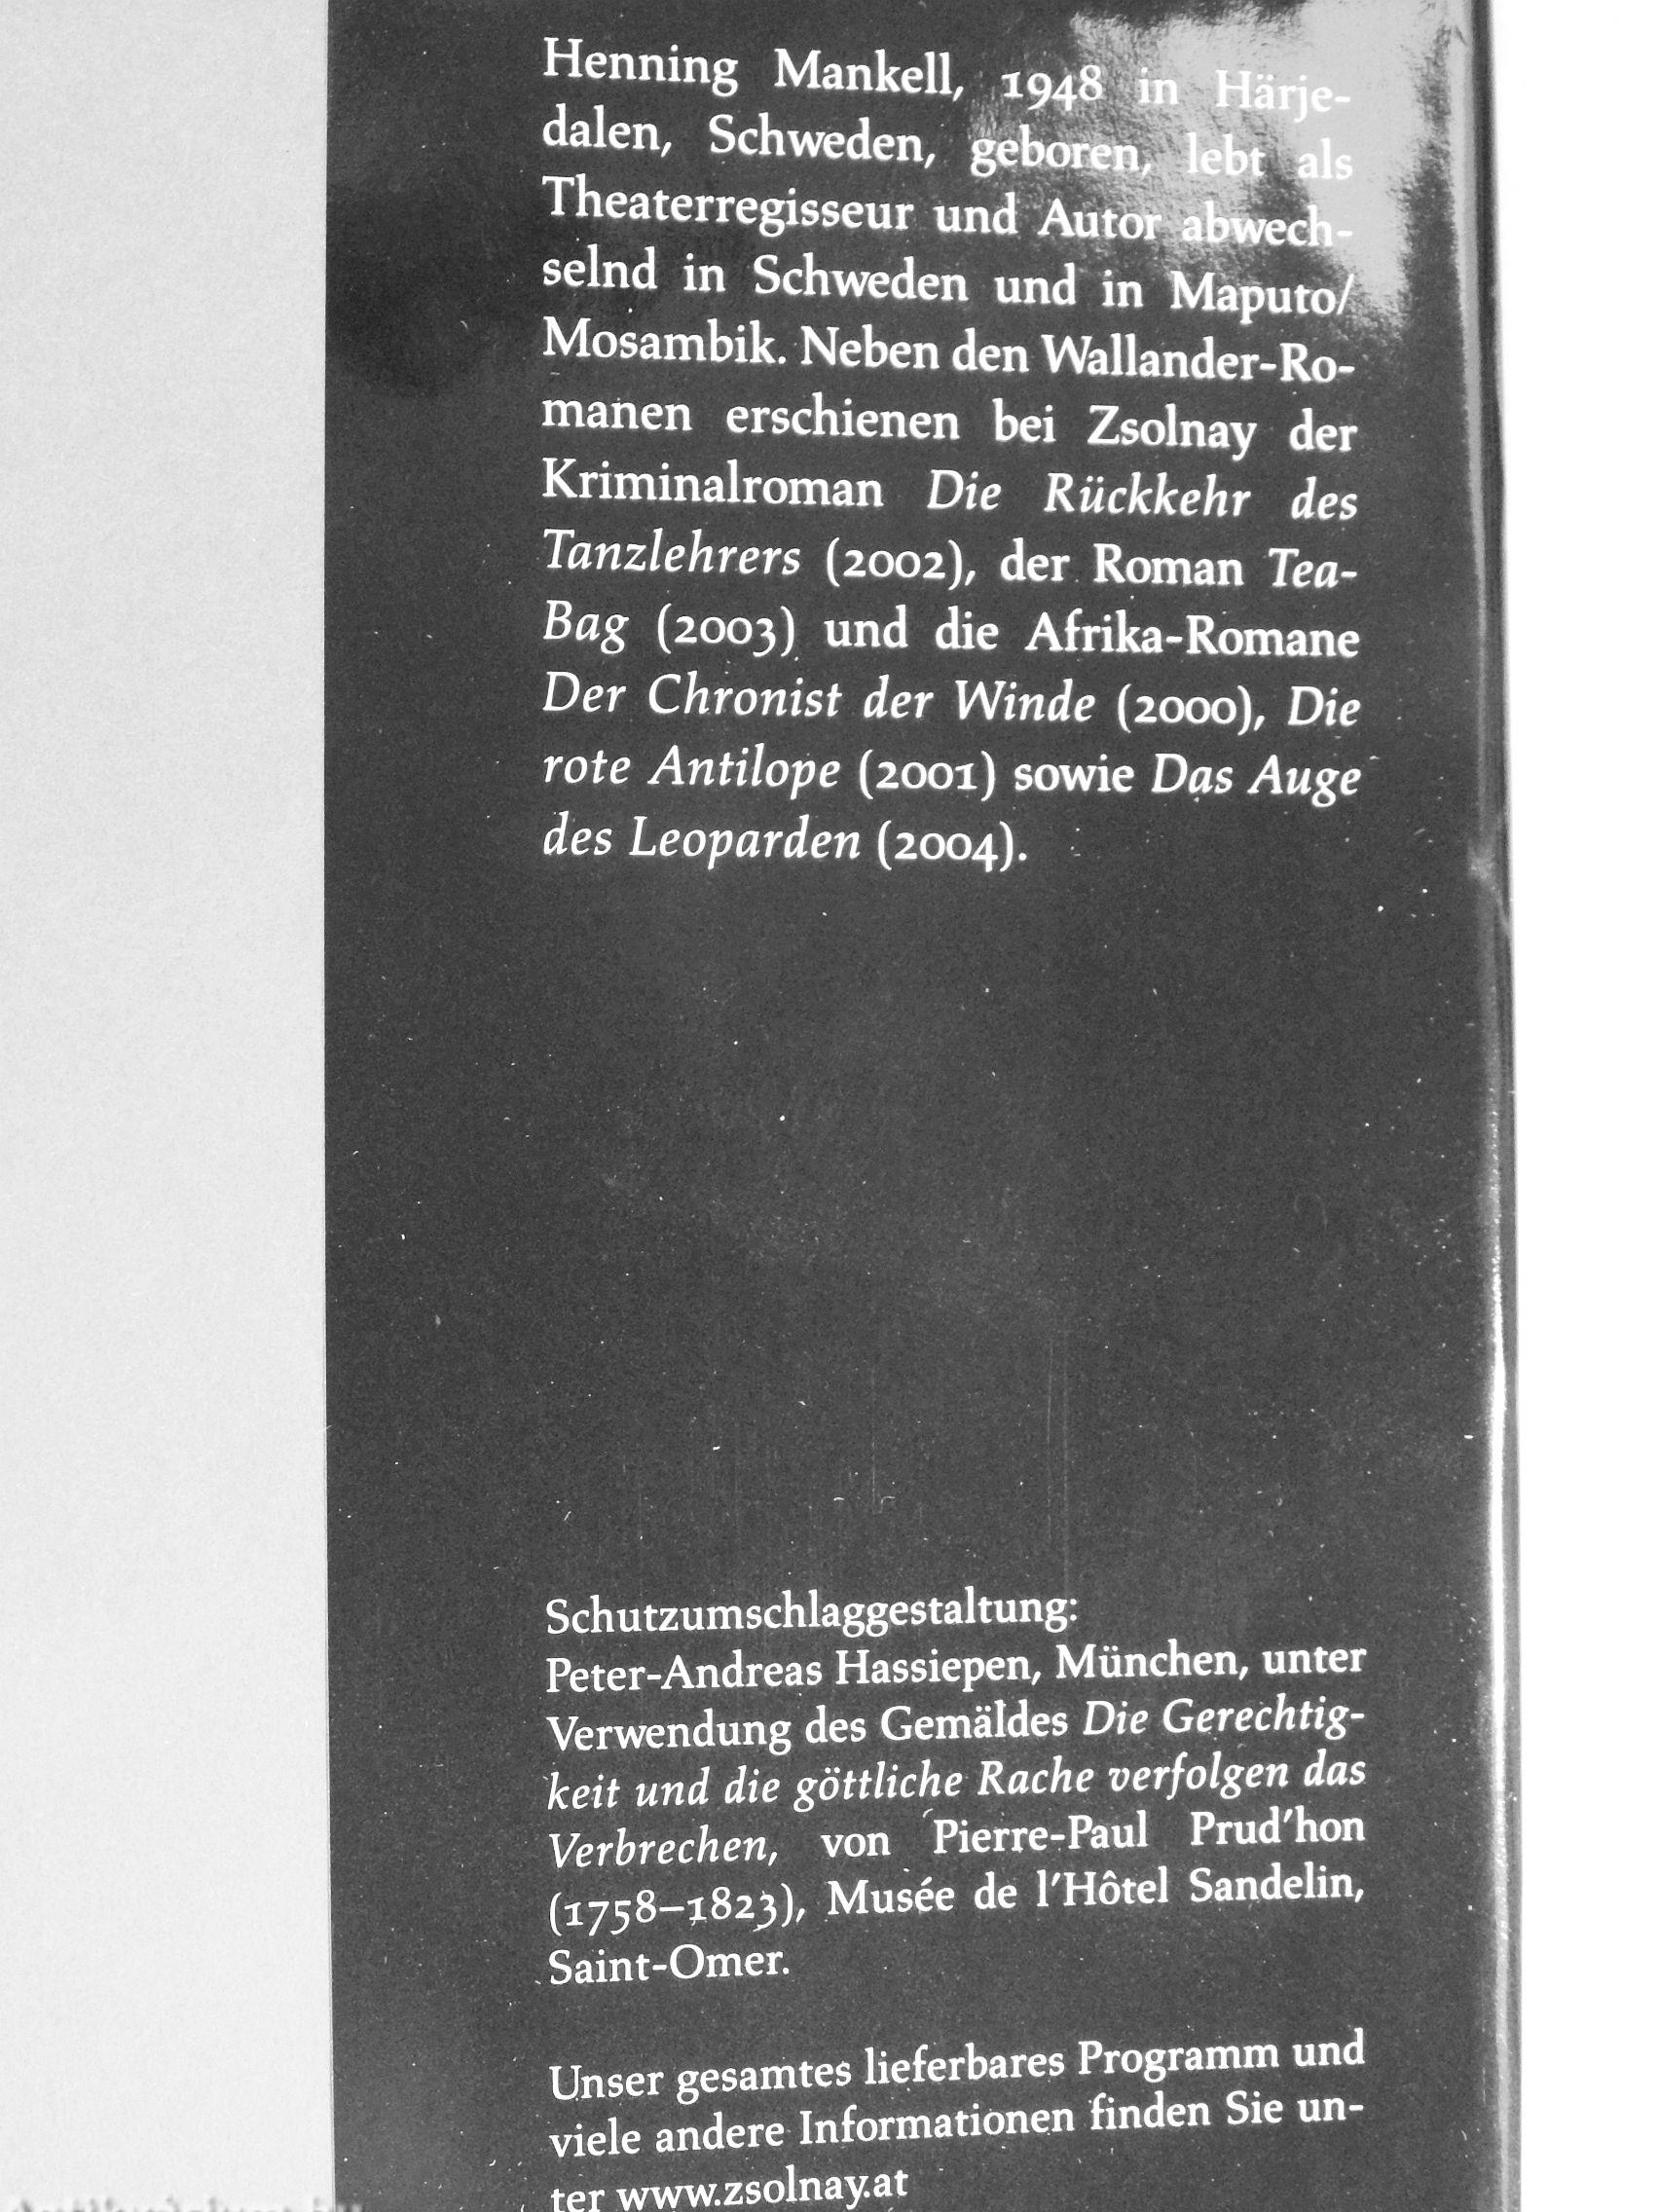 Henning Mankell, 1948 in Härje-
dalen, Schweden, geboren, lebt als
Theaterregisseur und Autor abwech-
selnd in Schweden und in Maputo/
Mosambik. Neben den Wallander-Ro-
manen erschienen bei Zsolnay der
Kriminalroman Die Rückkehr des
Tanzlehrers (2002), der Roman Tea-
Bag (2003) und die Afrika-Romane
Der Chronist der Winde (2000), Die
rote Antilope (2001) sowie Das Auge
des Leoparden (2004).
Schutzumschlaggestaltung:
Peter-Andreas Hassiepen, München, unter
Verwendung des Gemäldes Die Gerechtig-
keit und die göttliche Rache verfolgen das
Verbrechen, von Pierre-Paul Prud'hon
(1758–1823), Musée de l'Hôtel Sandelin,
Saint-Omer.
Unser gesamtes lieferbares Programm und
viele andere Informationen finden Sie un-
ter www.zsolnay.at